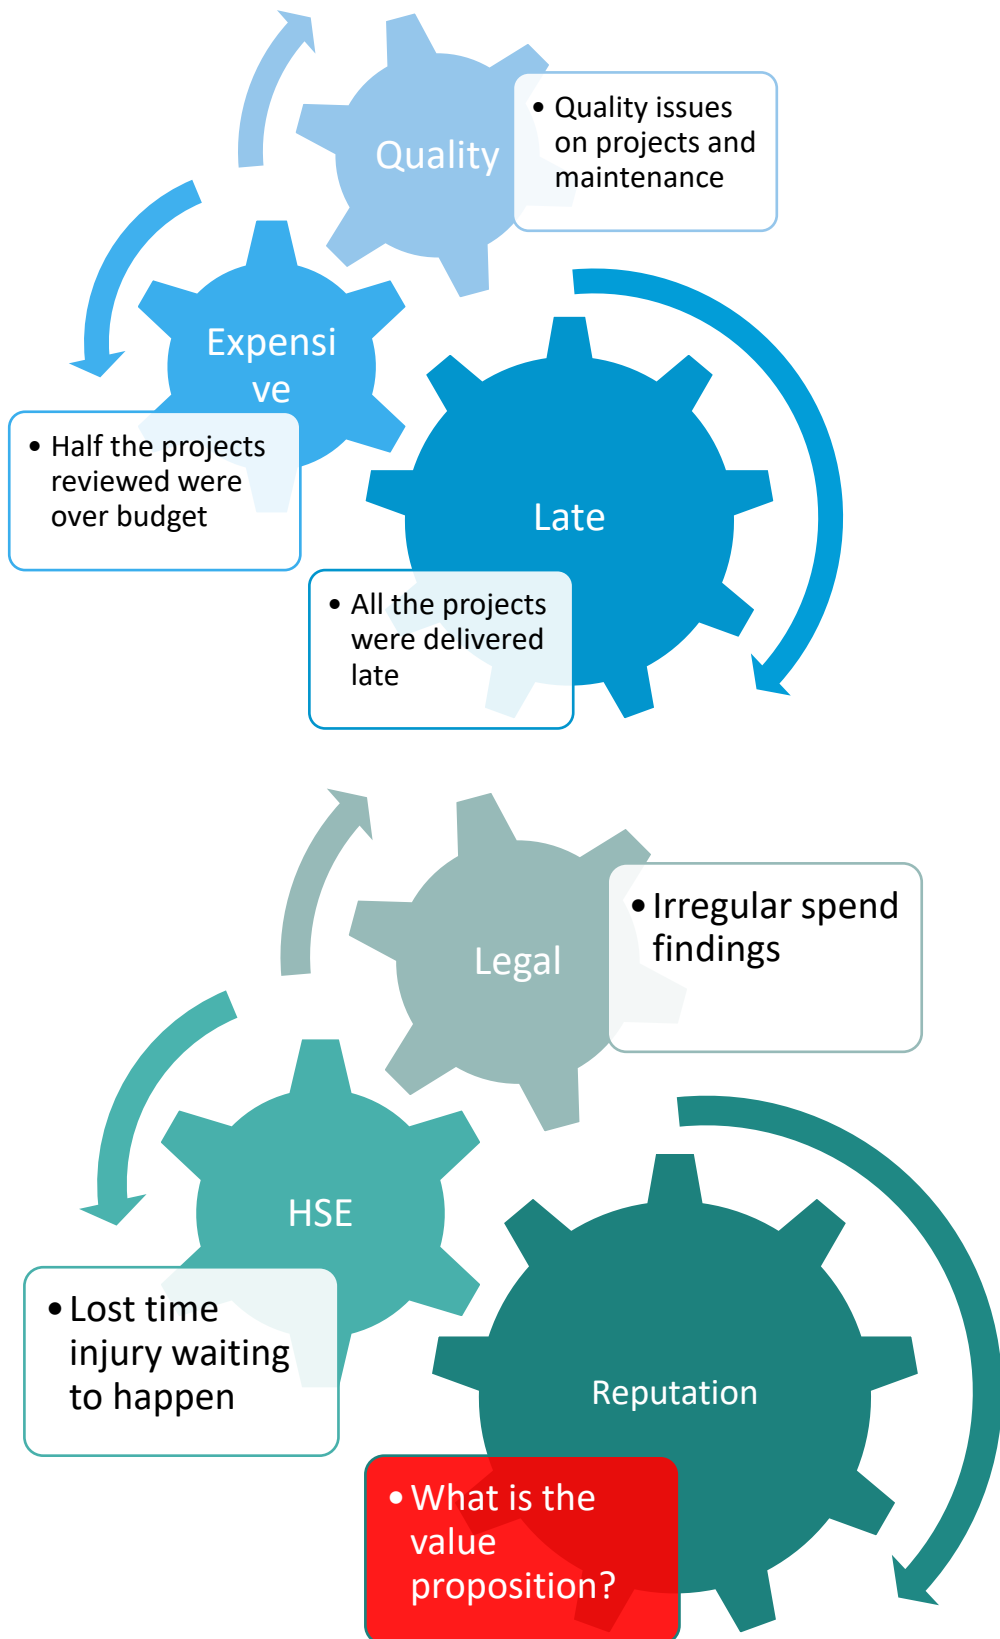 Quality
• Quality issues
on projects and
maintenance
Expensi
ve
• Half the projects
reviewed were
over budget
Late
• All the projects
were delivered
late
Legal
• Irregular spend
findings
HSE
• Lost time
injury waiting
to happen
Reputation
• What is the
value
proposition?